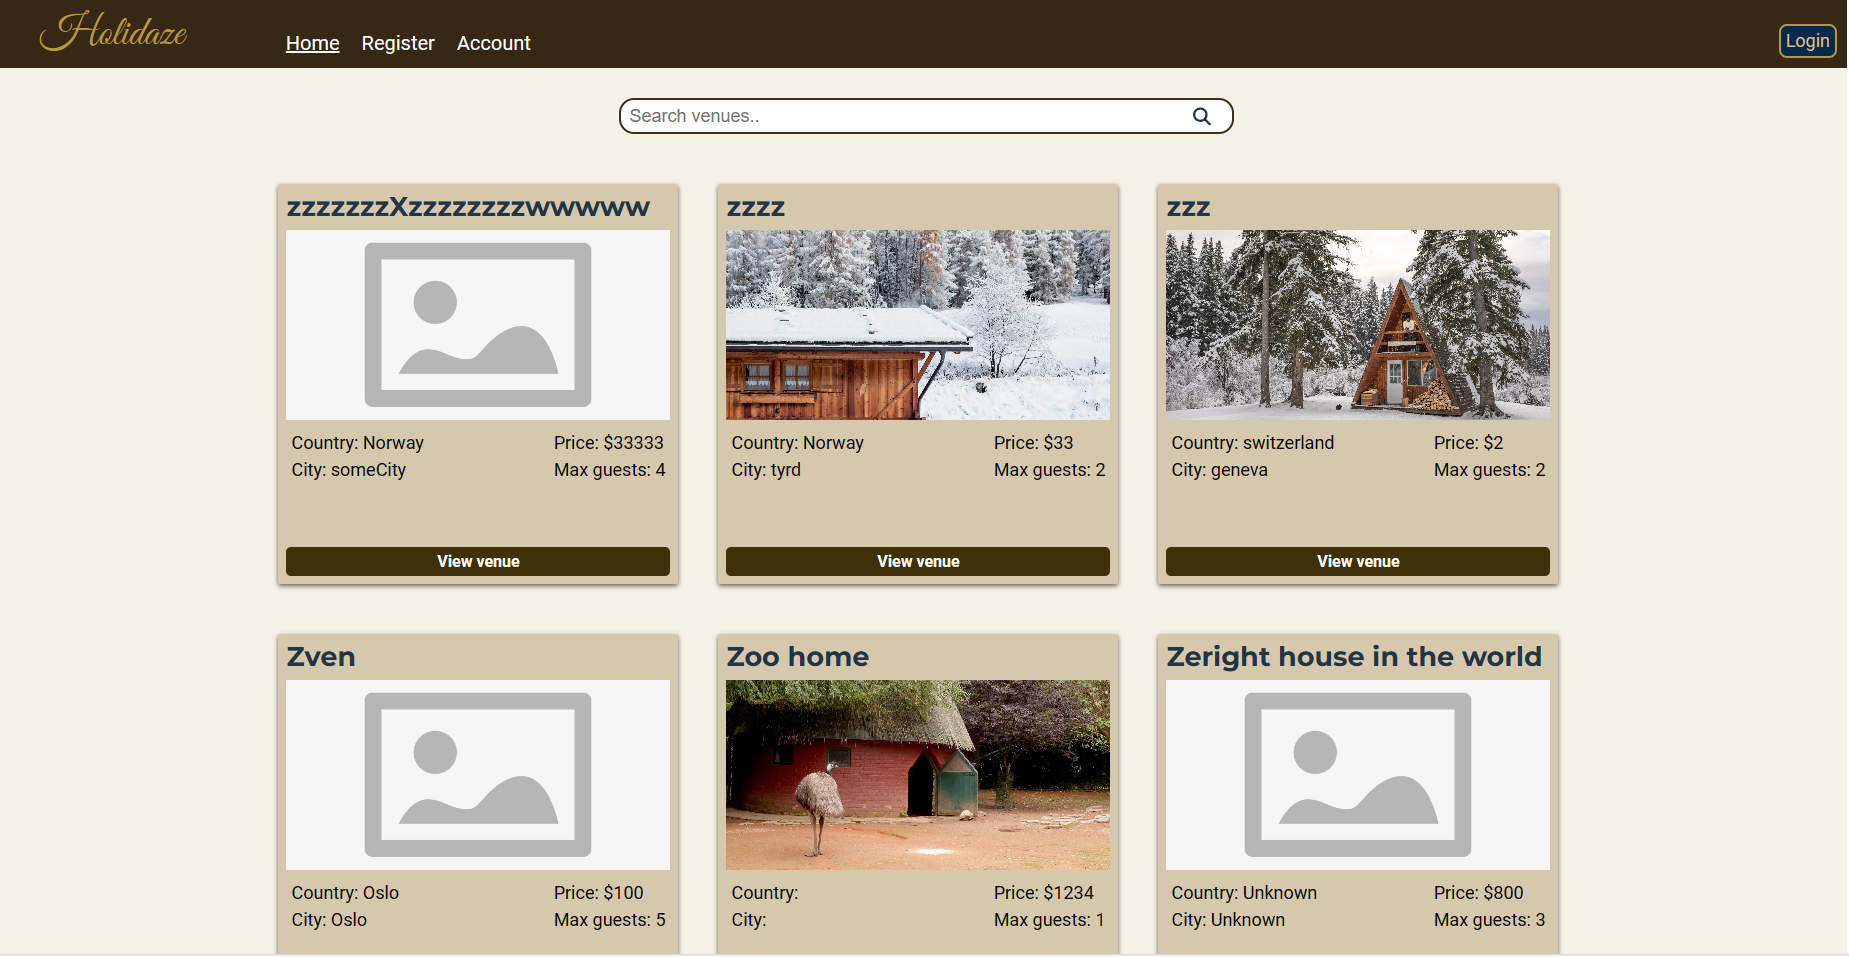 Holidaze
Home Register Account
Login
Search venues..
zzzzzzzXzzzzzzzzwwwww
Country: Norway Price: $33333
City: someCity Max guests: 4
View venue
zzzz
Country: Norway Price: $33
City: tyrd Max guests: 2
View venue
zzz
Country: switzerland Price: $2
City: geneva Max guests: 2
View venue
Zven
Country: Oslo Price: $100
City: Oslo Max guests: 5
Zoo home
Country: Price: $1234
City: Max guests: 1
Zeright house in the world
Country: Unknown Price: $800
City: Unknown Max guests: 3